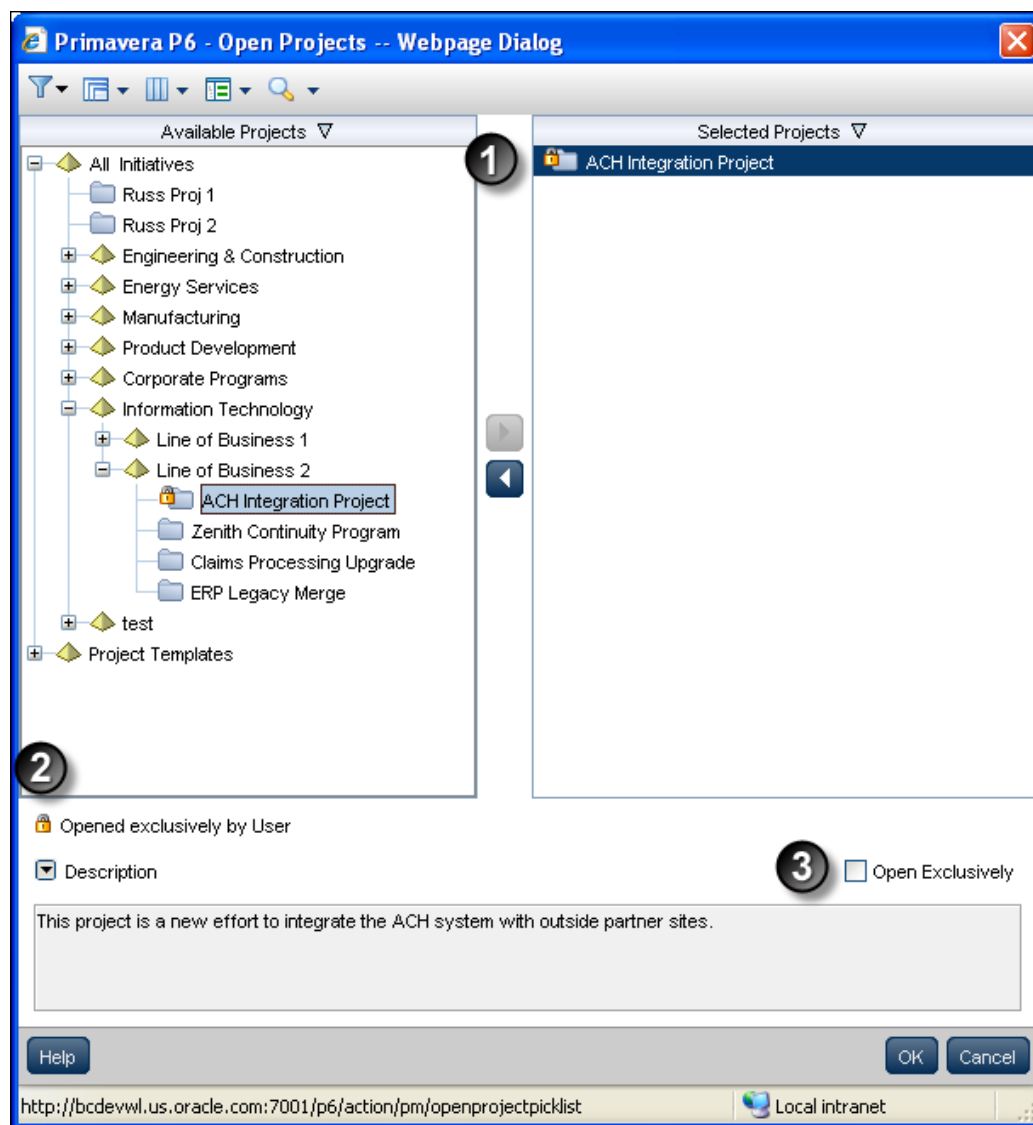 Primavera P6 - Open Projects -- Webpage Dialog
Available Projects
Selected Projects
1
All Initiatives
ACH Integration Project
Russ Proj 1
Russ Proj 2
Engineering & Construction
Energy Services
Manufacturing
Product Development
Corporate Programs
Information Technology
Line of Business 1
Line of Business 2
ACH Integration Project
Zenith Continuity Program
Claims Processing Upgrade
ERP Legacy Merge
test
Project Templates
2
Opened exclusively by User
Description
3
Open Exclusively
This project is a new effort to integrate the ACH system with outside partner sites.
Help
OK
Cancel
http://bcdevwl.us.oracle.com:7001/p6/action/pm/openprojectpicklist
Local intranet